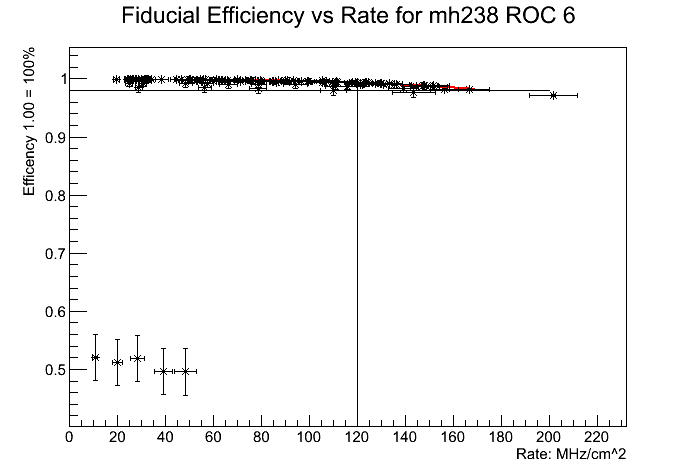 Fiducial Efficiency vs Rate for mh238 ROC 6
Efficency 1.00 = 100%
1
0.9
0.8
0.7
0.6
0.5
0 20 40 60 80 100 120 140 160 180 200 220
Rate: MHz/cm^2